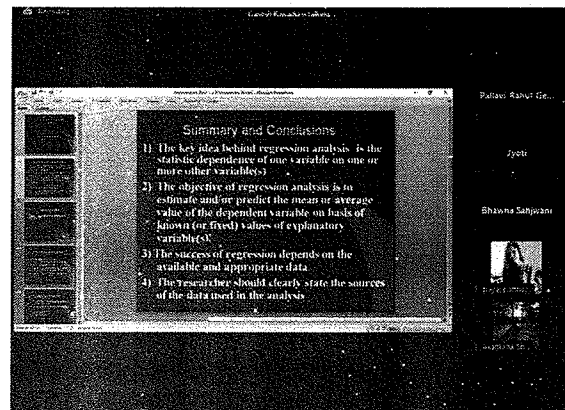 Summary and Conclusions
1) The key idea behind regression analysis is the
statistic dependence of one variable on one or
more other variable(s)
2) The objective of regression analysis is to
estimate and/or predict the mean or average
value of the dependent variable on basis of
known (or fixed) values of explanatory
variable(s).
3) The success of regression depends on the
available and appropriate data
4) The researcher should clearly state the sources
of the data used in the analysis
Pallavi Rahul Ge...
Jyoti
Bhawna Sahjwani